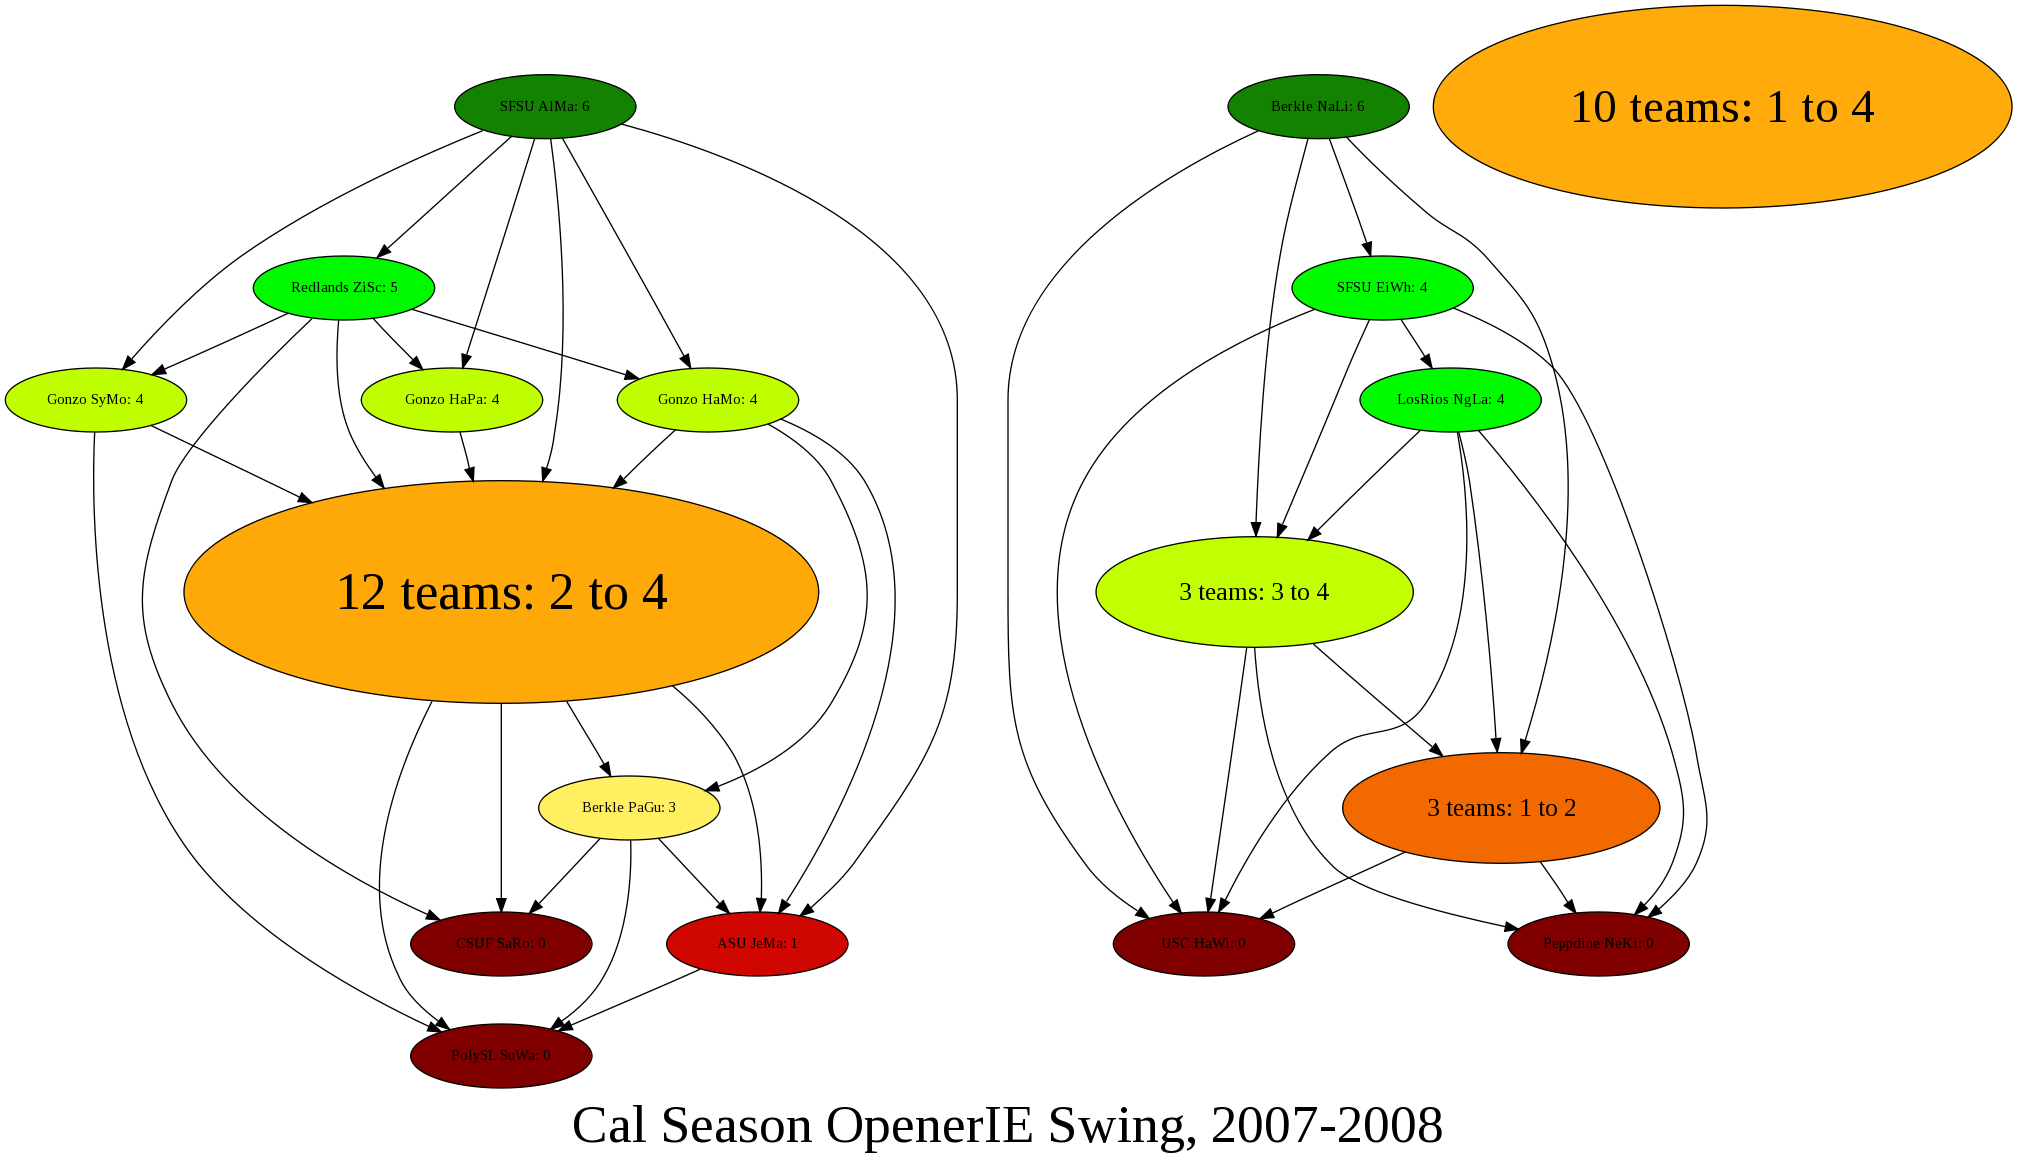 SFSU AlMa: 6
Berkle NaLi: 6
10 teams: 1 to 4
Redlands ZiSc: 5
SFSU EiWh: 4
Gonzo SyMo: 4
Gonzo HaPa: 4
Gonzo HaMo: 4
LosRios NgLa: 4
12 teams: 2 to 4
3 teams: 3 to 4
Berkle PaGu: 3
3 teams: 1 to 2
CSUF SaRo: 0
ASU JeMa: 1
USC HaWi: 0
Peppdine NeKi: 0
PolySL SuWa: 0
Cal Season OpenerIE Swing, 2007-2008